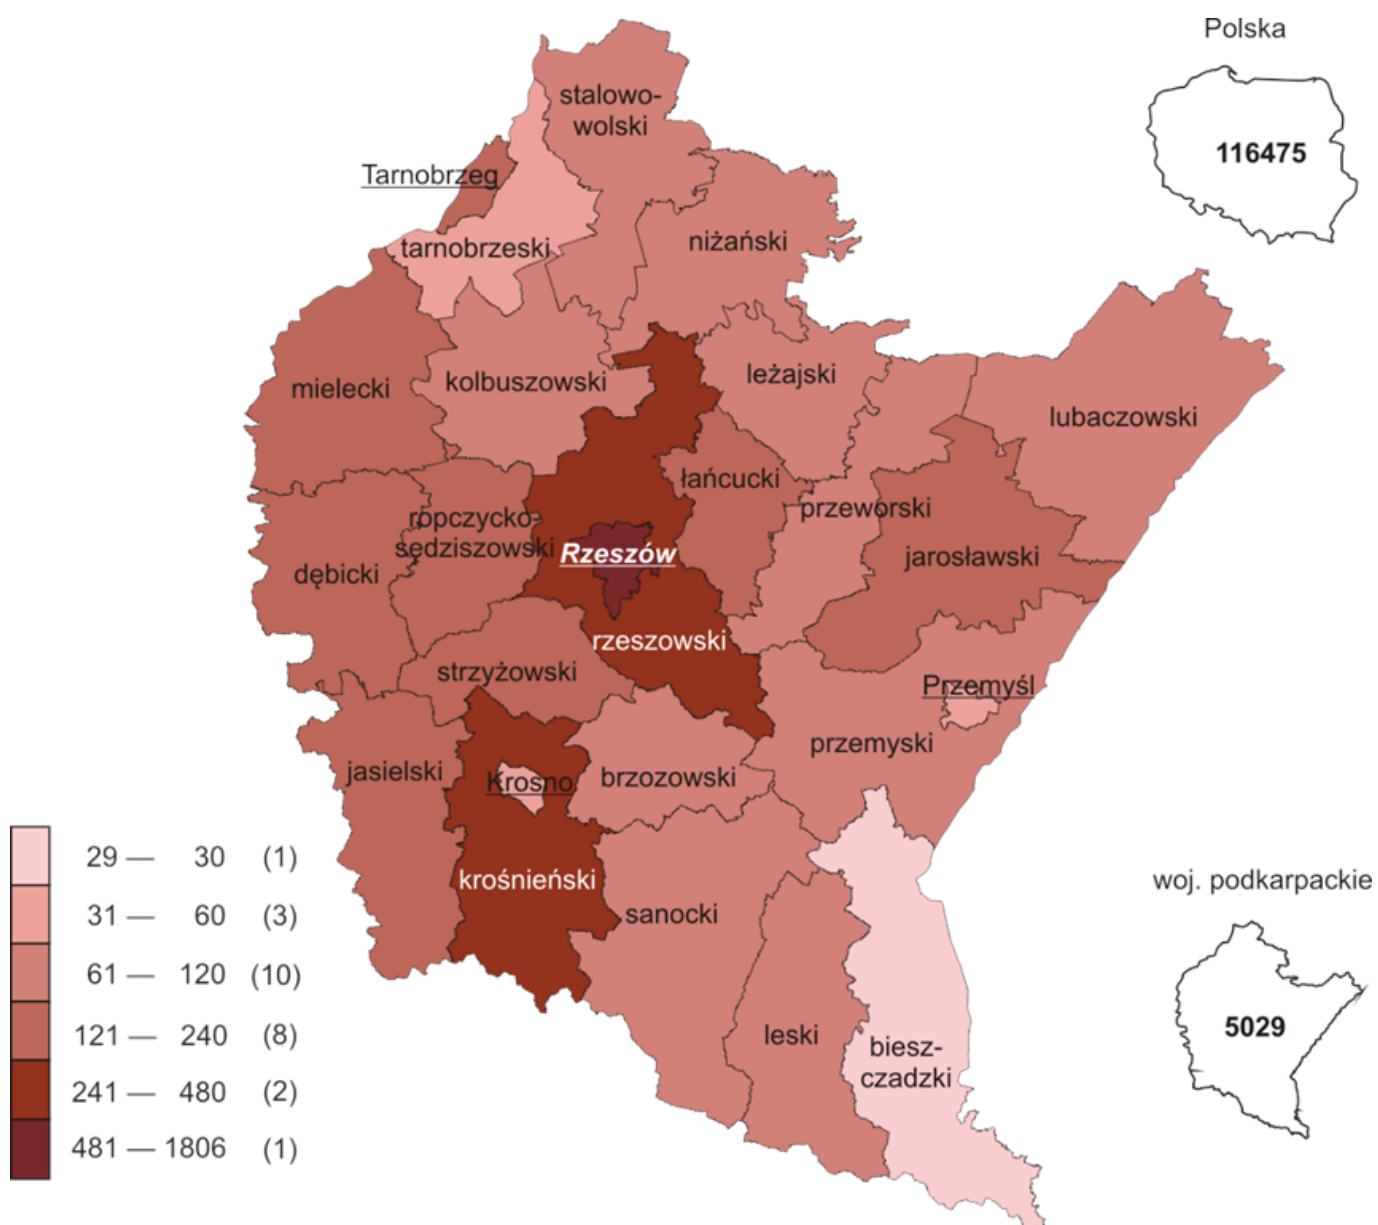 Polska
116475
stalowo-
wolski
Tarnobrzeg
tarnobrzeski
niżański
mielecki
kolbuszowski
leżajski
lubaczowski
łańcucki
przeworski
ropczycko-
sędziszowski
Rzeszów
jarosławski
dębicki
rzeszowski
strzyżowski
Przemyśl
przemyski
jasielski
Krosno
brzozowski
krośnieński
sanocki
leski
biesz-
czadzki
29 — 30 (1)
31 — 60 (3)
61 — 120 (10)
121 — 240 (8)
241 — 480 (2)
481 — 1806 (1)
woj. podkarpackie
5029